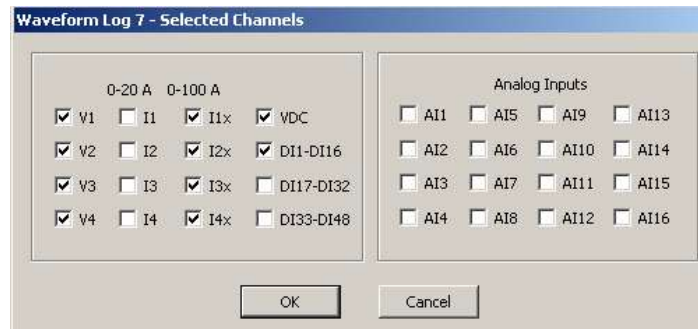 Waveform Log 7 - Selected Channels
0-20 A 0-100 A
V1 I1 I1x VDC
V2 I2 I2x DI1-DI16
V3 I3 I3x DI17-DI32
V4 I4 I4x DI33-DI48
Analog Inputs
AI1 AI5 AI9 AI13
AI2 AI6 AI10 AI14
AI3 AI7 AI11 AI15
AI4 AI8 AI12 AI16
OK Cancel